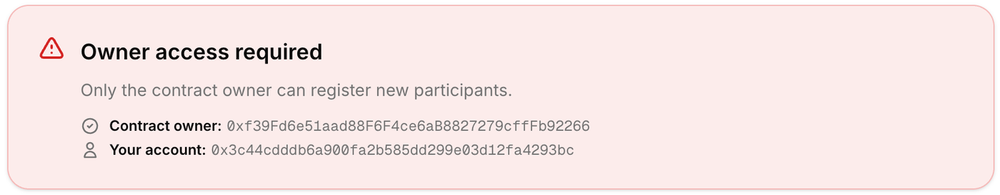 Owner access required
Only the contract owner can register new participants.
Contract owner: 0xf39Fd6e51aad88F6F4ce6aB8827279cffFb92266
Your account: 0x3c44cdddb6a900fa2b585dd299e03d12fa4293bc